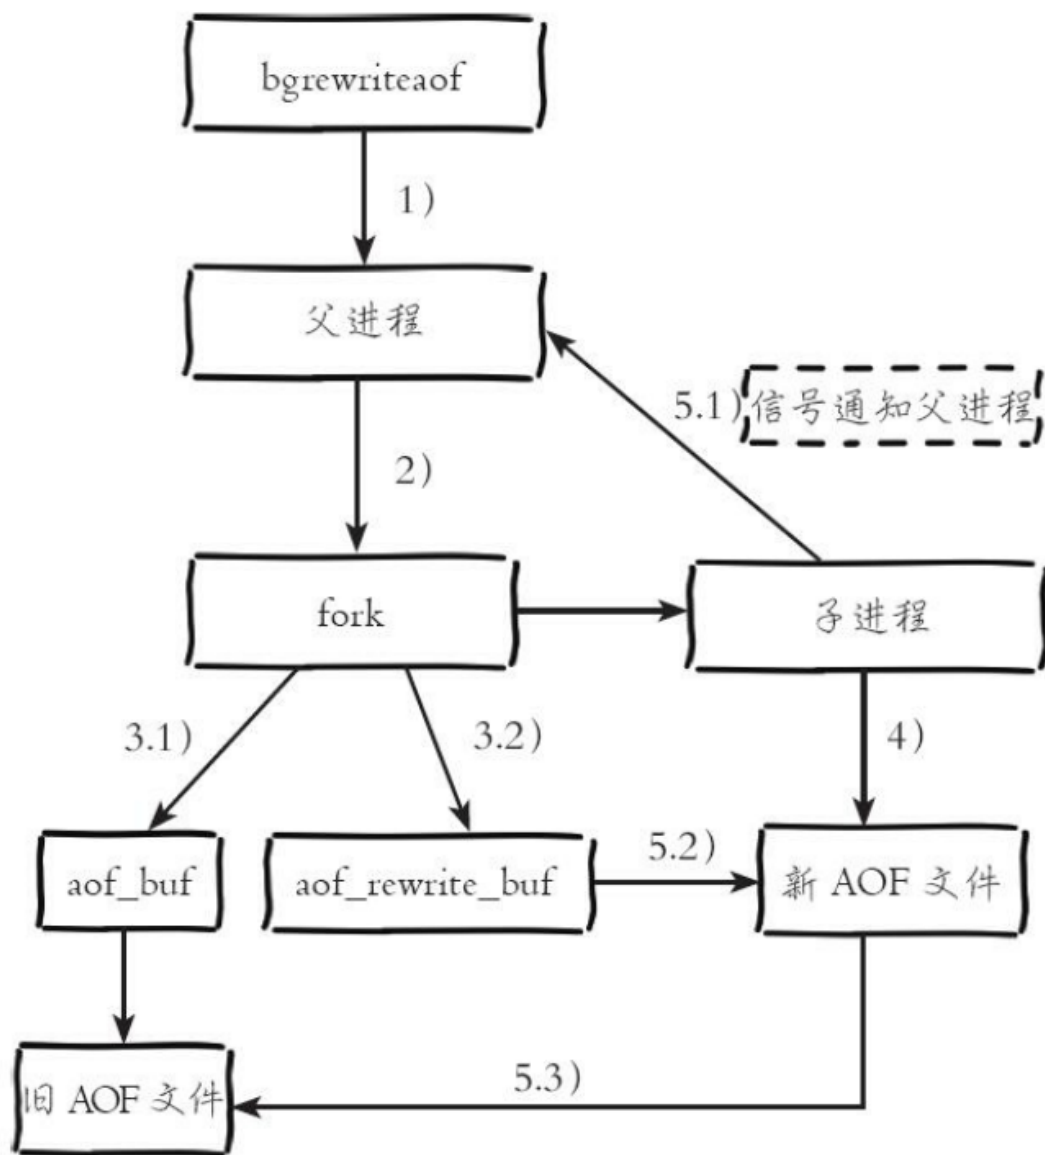 bgrewriteaof
1)
父进程
5.1) 信号通知父进程
2)
fork
子进程
3.1)
3.2)
4)
aof_buf
aof_rewrite_buf
5.2)
新 AOF 文件
旧 AOF 文件
5.3)